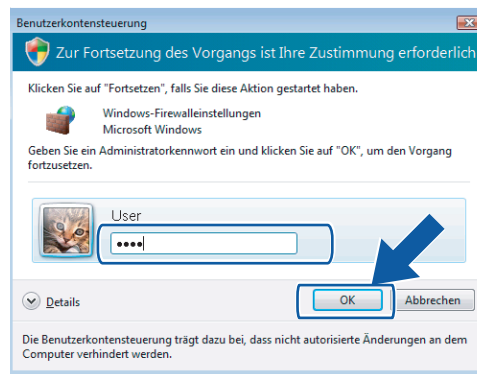 Benutzerkontensteuerung
Zur Fortsetzung des Vorgangs ist Ihre Zustimmung erforderlich
Klicken Sie auf "Fortsetzen", falls Sie diese Aktion gestartet haben.
Windows-Firewalleinstellungen
Microsoft Windows
Geben Sie ein Administratorkennwort ein und klicken Sie auf "OK", um den Vorgang
fortzusetzen.
User
••••
Details
OK
Abbrechen
Die Benutzerkontensteuerung trägt dazu bei, dass nicht autorisierte Änderungen an dem
Computer verhindert werden.